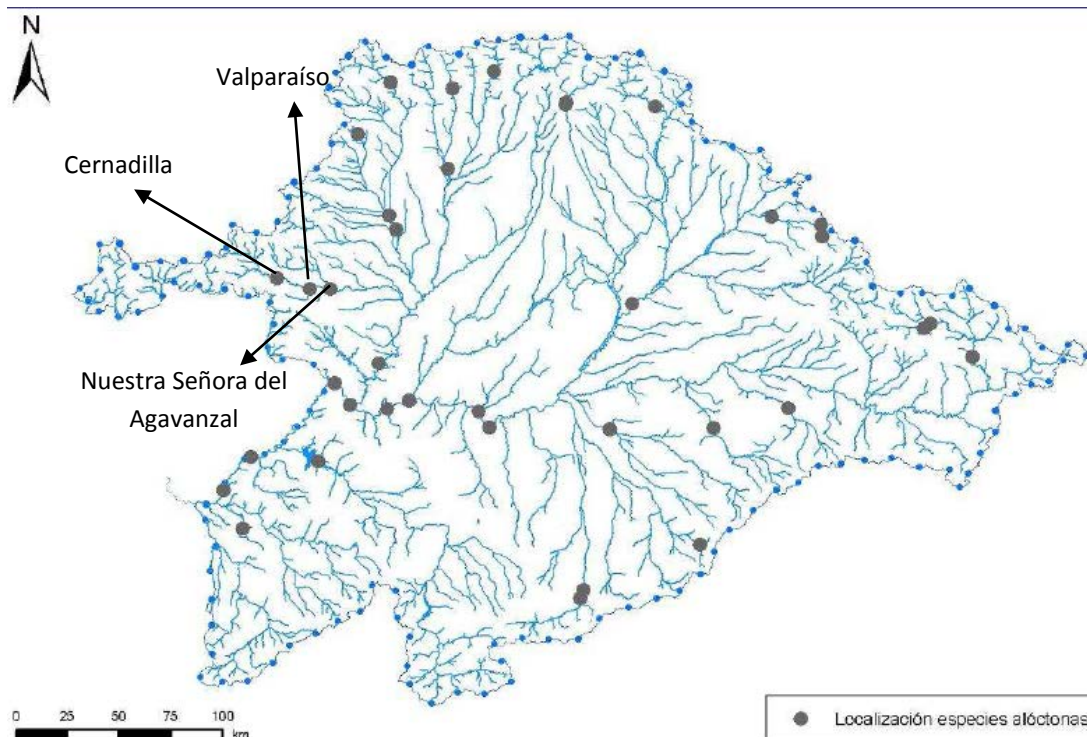 N
Valparaíso
Cernadilla
Nuestra Señora del
Agavanzal
0 25 50 75 100
km
Localización especies alóctonas